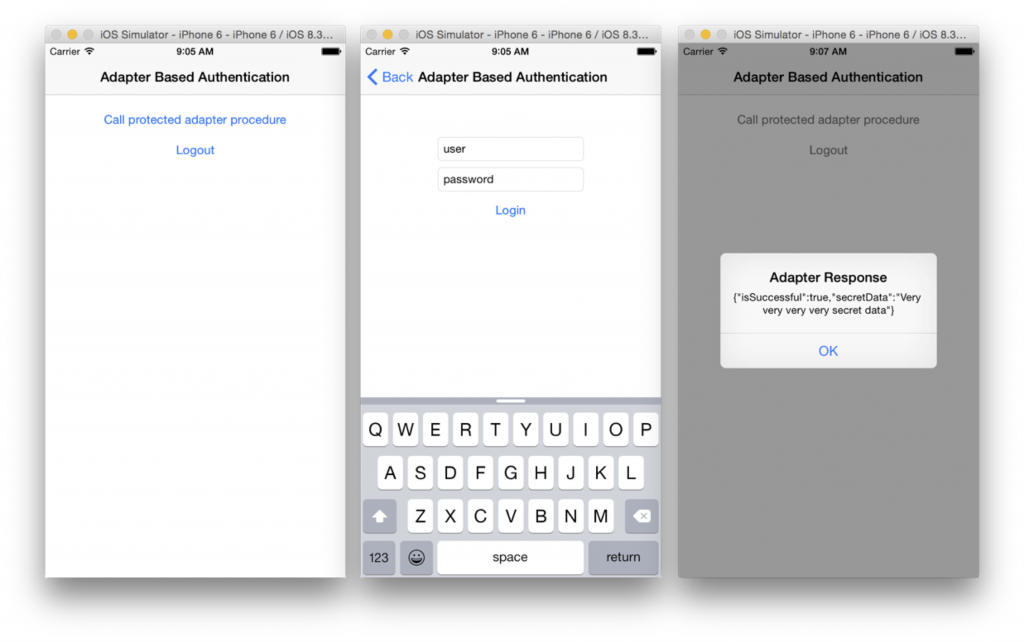 iOS Simulator - iPhone 6 - iPhone 6 / iOS 8.3...
Carrier 9:05 AM
Adapter Based Authentication
Call protected adapter procedure
Logout
iOS Simulator - iPhone 6 - iPhone 6 / iOS 8.3...
Carrier 9:05 AM
Back Adapter Based Authentication
user
password
Login
Q W E R T Y U I O P
A S D F G H J K L
Z X C V B N M
123 space return
iOS Simulator - iPhone 6 - iPhone 6 / iOS 8.3...
Carrier 9:07 AM
Adapter Based Authentication
Call protected adapter procedure
Logout
Adapter Response
{"isSuccessful":true,"secretData":"Very
very very very secret data"}
OK